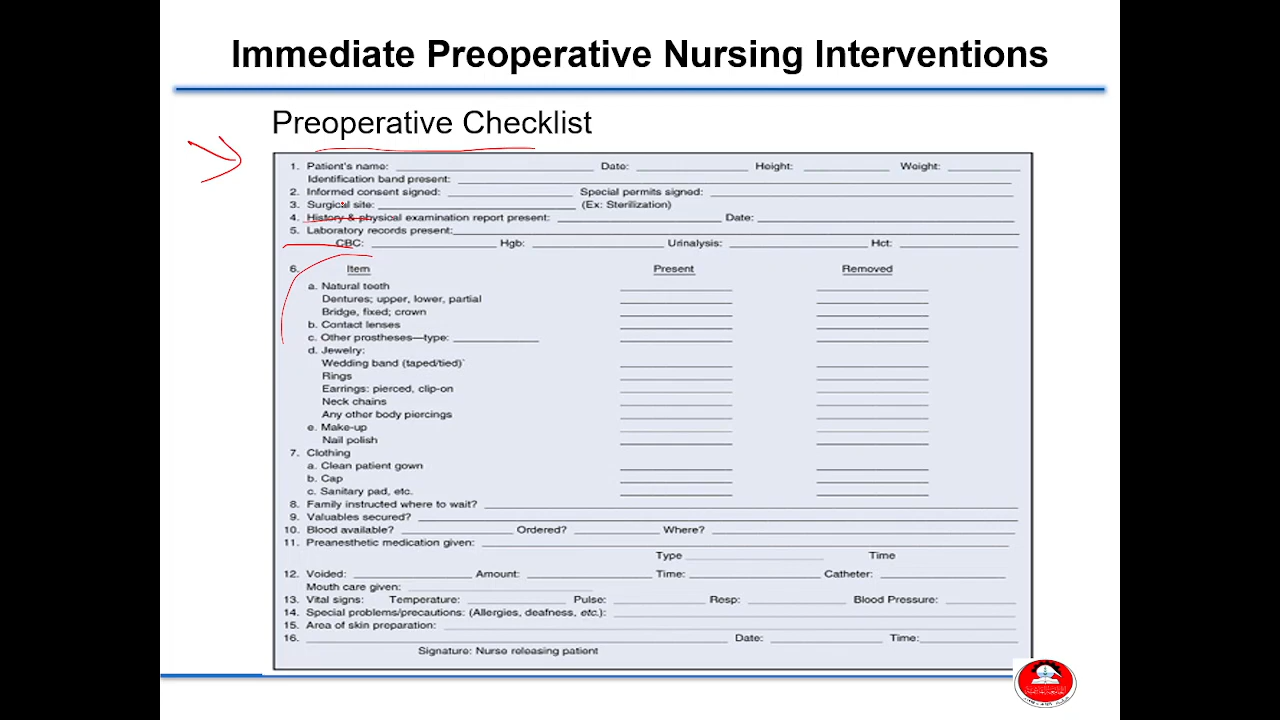 Immediate Preoperative Nursing Interventions
Preoperative Checklist
1. Patient's name: Date: Height: Weight:
Identification band present:
2. Informed consent signed: Special permits signed:
3. Surgical site: (Ex: Sterilization)
4. History & physical examination report present: Date:
5. Laboratory records present:
CBC: Hgb: Urinalysis: Hct:
6. Item Present Removed
a. Natural teeth
Dentures; upper, lower, partial
Bridge, fixed; crown
b. Contact lenses
c. Other prostheses—type:
d. Jewelry:
Wedding band (taped/tied)
Rings
Earrings: pierced, clip-on
Neck chains
Any other body piercings
e. Make-up
Nail polish
7. Clothing
a. Clean patient gown
b. Cap
c. Sanitary pad, etc.
8. Family instructed where to wait?
9. Valuables secured?
10. Blood available? Ordered? Where?
11. Preanesthetic medication given:
Type Time
12. Voided: Amount: Time: Catheter:
Mouth care given:
13. Vital signs: Temperature: Pulse: Resp: Blood Pressure:
14. Special problems/precautions: (Allergies, deafness, etc.):
15. Area of skin preparation:
16. Date: Time:
Signature: Nurse releasing patient